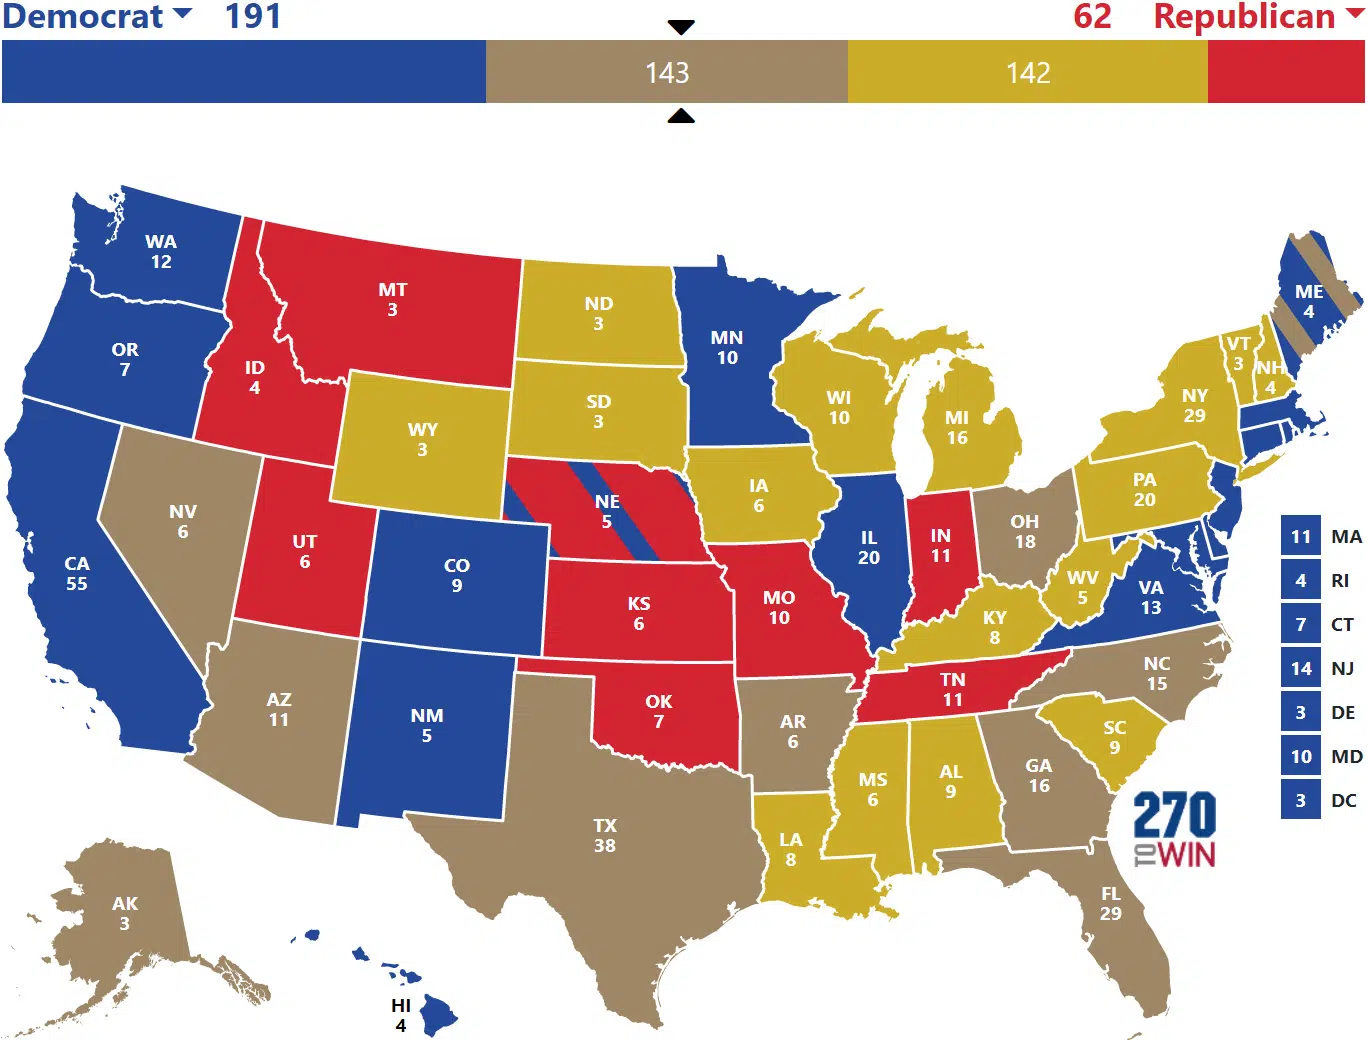 Democrat 191
62 Republican
143
142
WA
12
MT
3
ND
3
ME
4
MN
10
OR
7
VT
3
NH
4
ID
4
SD
3
WI
10
NY
29
MI
16
WY
3
PA
20
IA
6
NE
5
NV
6
OH
18
UT
6
IL
20
IN
11
11 MA
CO
9
CA
55
4 RI
WV
5
VA
13
KS
6
MO
10
KY
8
7 CT
NC
15
14 NJ
TN
11
AZ
11
OK
7
NM
5
3 DE
AR
6
SC
9
10 MD
GA
16
MS
6
AL
9
3 DC
270
TO
WIN
TX
38
LA
8
AK
3
FL
29
HI
4